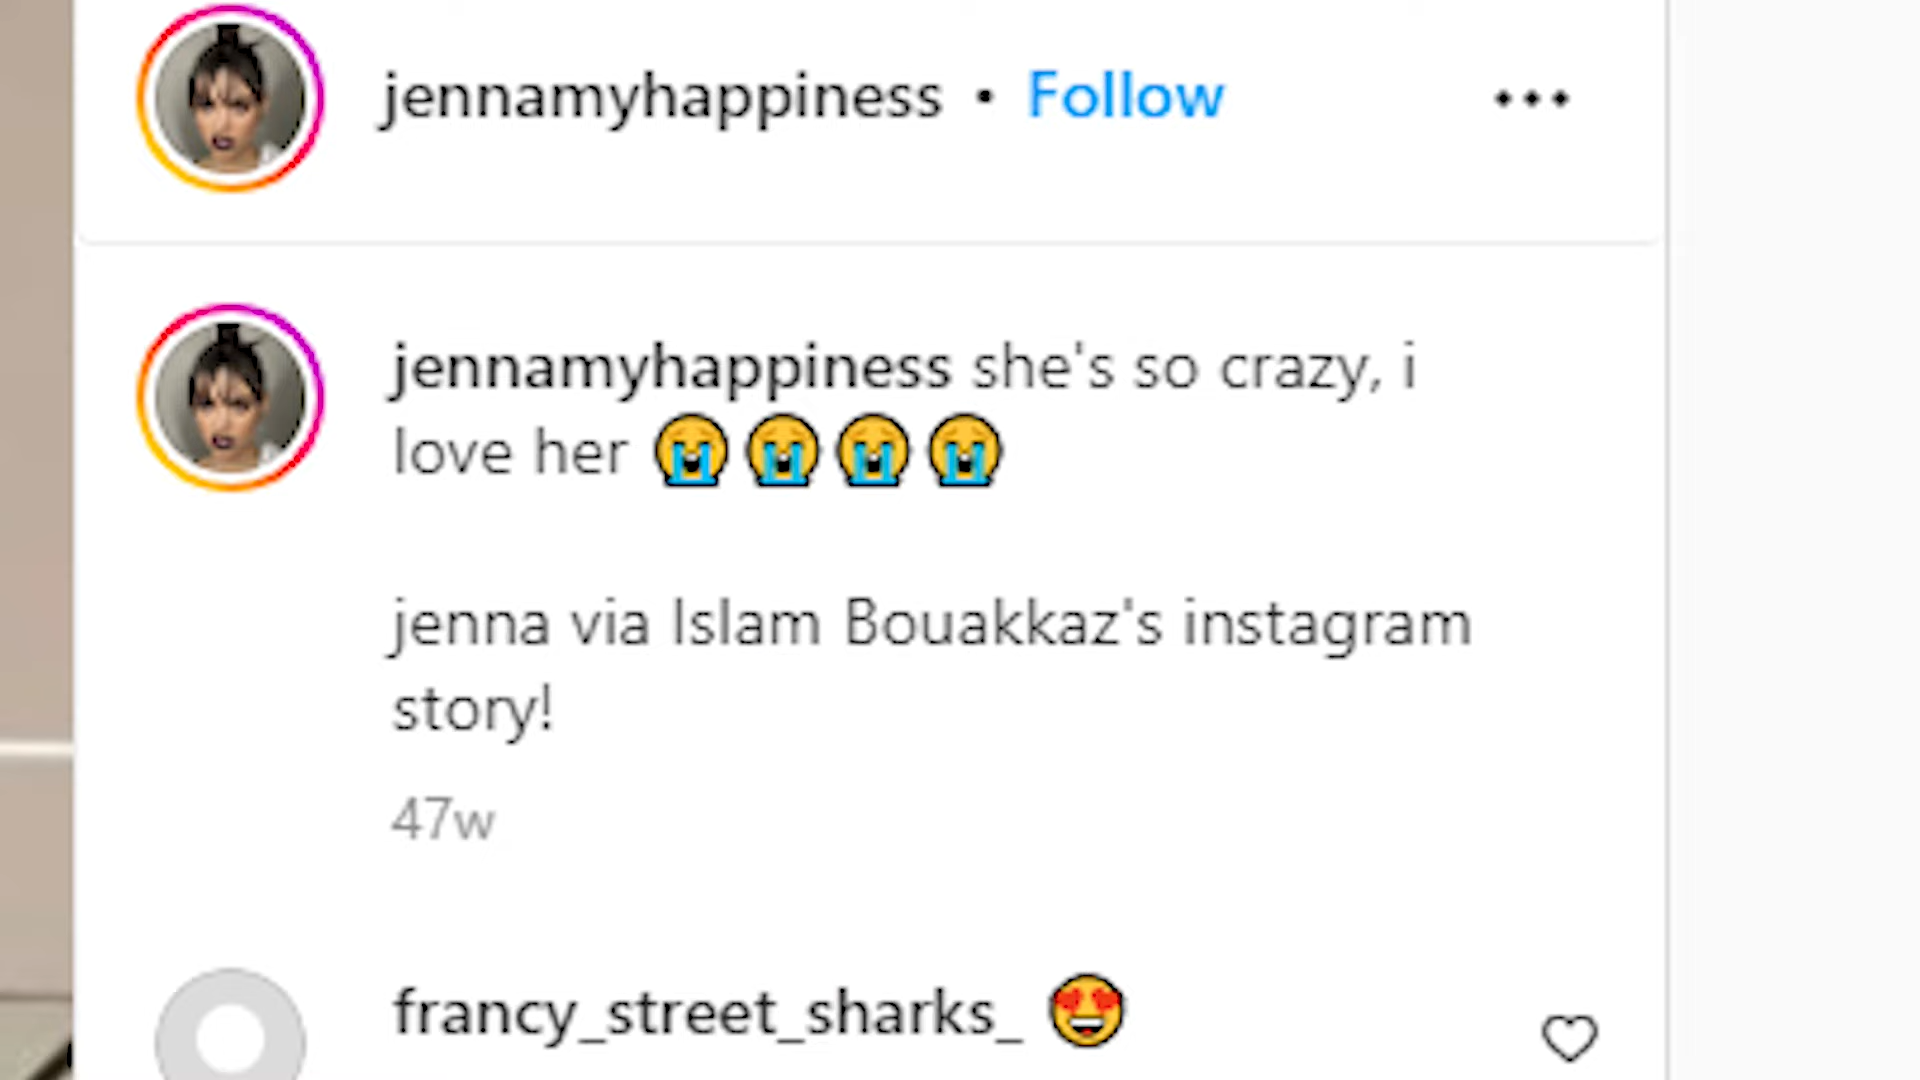 jennamyhappiness • Follow
jennamyhappiness she's so crazy, i
love her 😭😭😭😭
jenna via Islam Bouakkaz's instagram
story!
47w
francy_street_sharks_ 😍